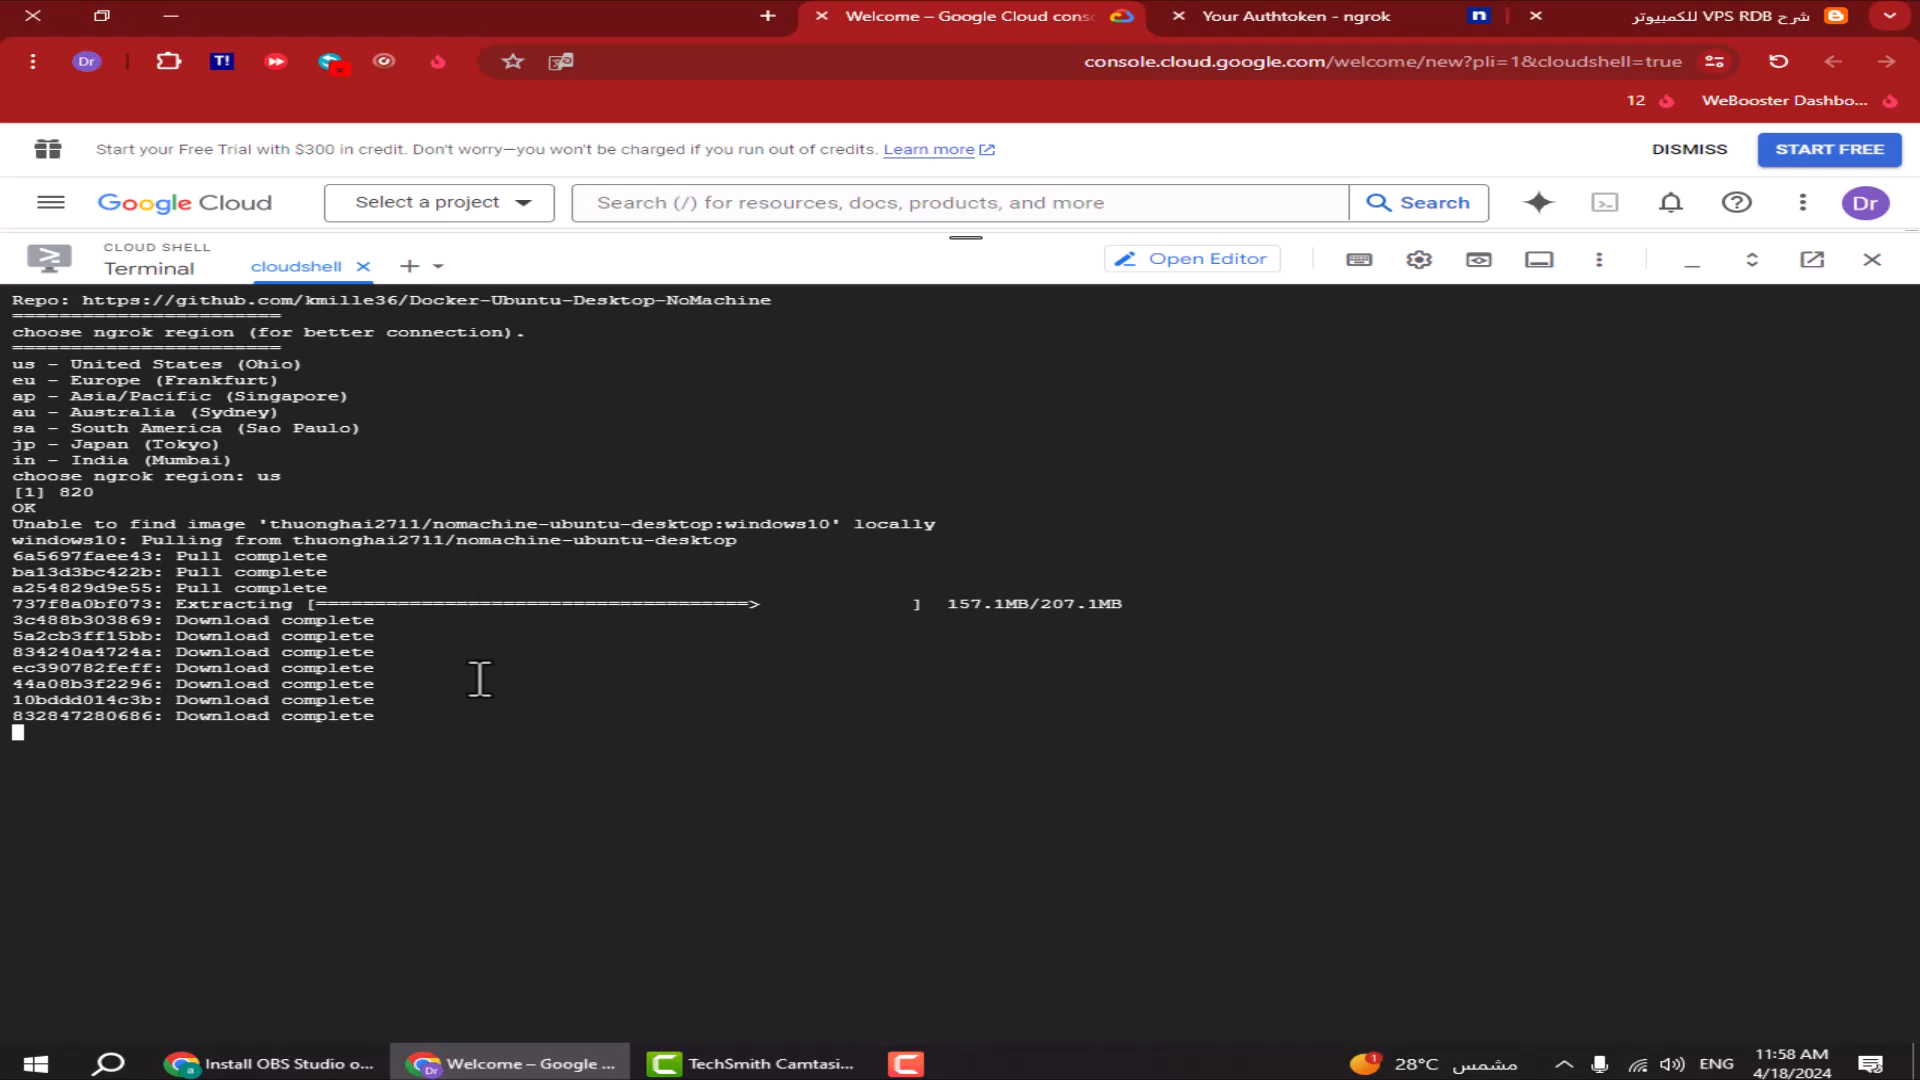 Welcome – Google Cloud cons
Your Authtoken - ngrok
شرح VPS RDB للكمبيوتر
Dr
T!
console.cloud.google.com/welcome/new?pli=1&cloudshell=true
12
WeBooster Dashbo...
Start your Free Trial with $300 in credit. Don't worry—you won't be charged if you run out of credits. Learn more
DISMISS
START FREE
Google Cloud
Select a project
Search (/) for resources, docs, products, and more
Search
Dr
CLOUD SHELL
Terminal
cloudshell
Open Editor
Repo: https://github.com/kmille36/Docker-Ubuntu-Desktop-NoMachine
=======================
choose ngrok region (for better connection).
=======================
us - United States (Ohio)
eu - Europe (Frankfurt)
ap - Asia/Pacific (Singapore)
au - Australia (Sydney)
sa - South America (Sao Paulo)
jp - Japan (Tokyo)
in - India (Mumbai)
choose ngrok region: us
[1] 820
OK
Unable to find image 'thuonghai2711/nomachine-ubuntu-desktop:windows10' locally
windows10: Pulling from thuonghai2711/nomachine-ubuntu-desktop
6a5697faee43: Pull complete
ba13d3bc422b: Pull complete
a254829d9e55: Pull complete
737f8a0bf073: Extracting [=====================================>             ]  157.1MB/207.1MB
3c488b303869: Download complete
5a2cb3ff15bb: Download complete
834240a4724a: Download complete
ec390782feff: Download complete
44a08b3f2296: Download complete
10bddd014c3b: Download complete
832847280686: Download complete
Install OBS Studio o...
Welcome – Google ...
TechSmith Camtasi...
1
28°C مشمس
ENG
11:58 AM
4/18/2024